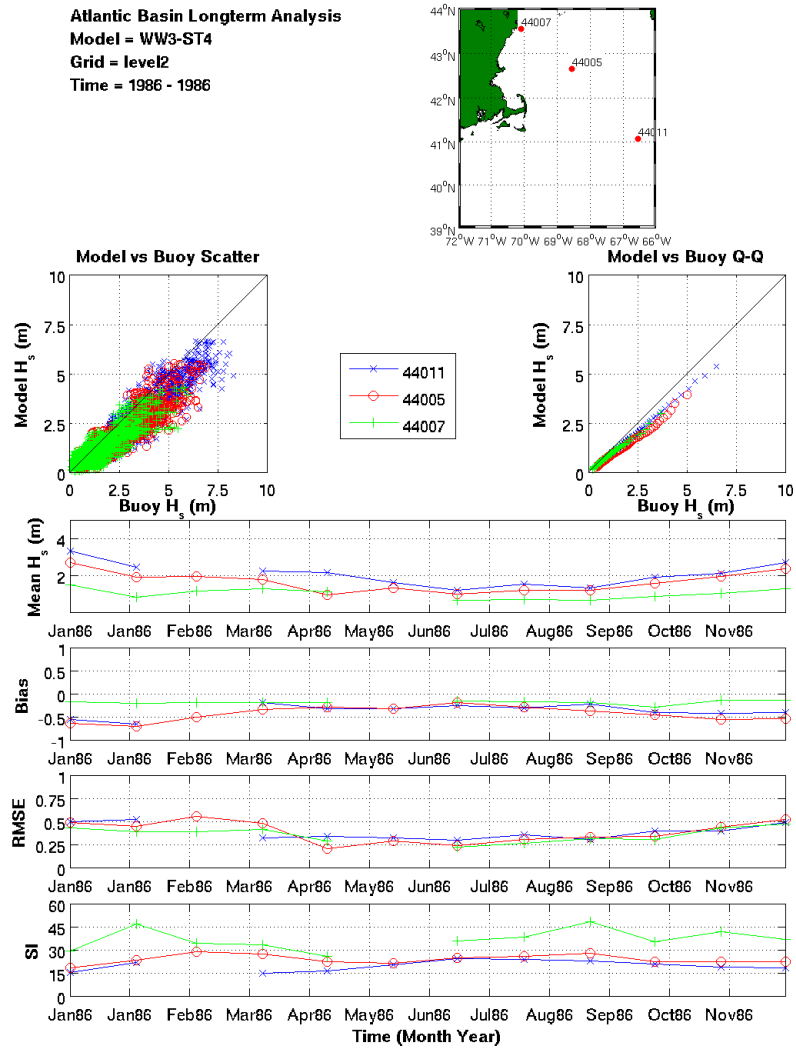 Atlantic Basin Longterm Analysis
Model = WW3-ST4
Grid = level2
Time = 1986 - 1986
44°N
43°N
42°N
41°N
40°N
39°N
72°W 71°W 70°W 69°W 68°W 67°W 66°W
44007
44005
44011
Model vs Buoy Scatter
Model Hs (m)
10
7.5
5
2.5
0
0 2.5 5 7.5 10
Buoy Hs (m)
44011
44005
44007
Model vs Buoy Q-Q
Model Hs (m)
10
7.5
5
2.5
0
0 2.5 5 7.5 10
Buoy Hs (m)
Mean Hs (m)
4
2
Jan86 Jan86 Feb86 Mar86 Apr86 May86 Jun86 Jul86 Aug86 Sep86 Oct86 Nov86
Bias
1
0.5
0
-0.5
-1
Jan86 Jan86 Feb86 Mar86 Apr86 May86 Jun86 Jul86 Aug86 Sep86 Oct86 Nov86
RMSE
1
0.75
0.5
0.25
0
Jan86 Jan86 Feb86 Mar86 Apr86 May86 Jun86 Jul86 Aug86 Sep86 Oct86 Nov86
SI
60
45
30
15
0
Jan86 Jan86 Feb86 Mar86 Apr86 May86 Jun86 Jul86 Aug86 Sep86 Oct86 Nov86
Time (Month Year)